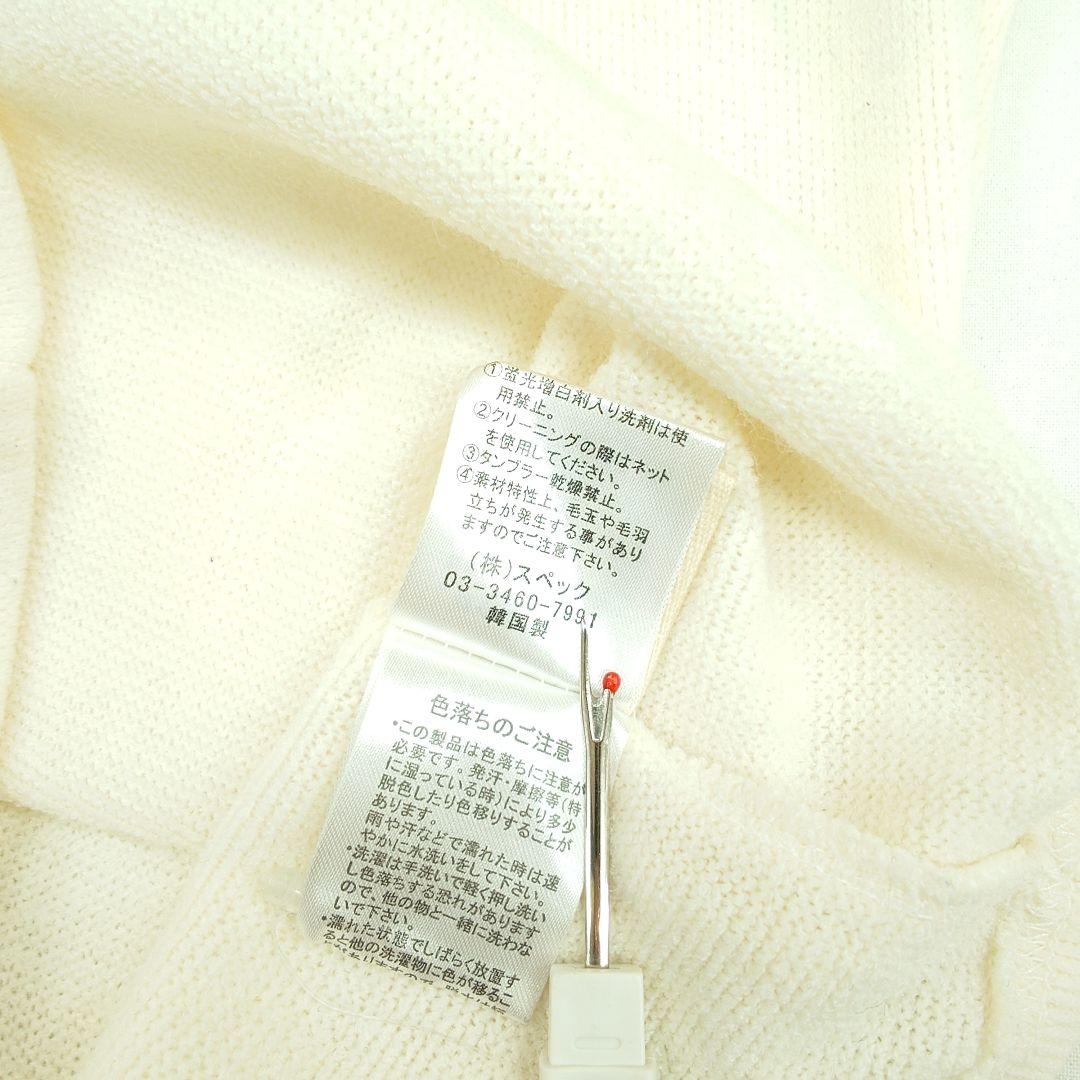 ①蛍光増白剤入り洗剤は使
用禁止。
②クリーニングの際はネット
を使用してください。
③タンブラー乾燥禁止。
④素材特性上、毛玉や毛羽
立ちが発生する事があり
ますのでご注意下さい。
(株)スペック
03-3460-7991
韓国製
色落ちのご注意
・この製品は色落ちに注意が
必要です。発汗・摩擦等(特
に湿っている時)により多少
脱色したり色移りすることが
あります。
雨や汗などで濡れた時は速
やかに水洗いをして下さい。
・洗濯は手洗いで軽く押し洗い
し色落ちする恐れがあります
ので、他の物と一緒に洗わな
いで下さい。
・濡れた状態でしばらく放置す
ると他の洗濯物に色が移るこ